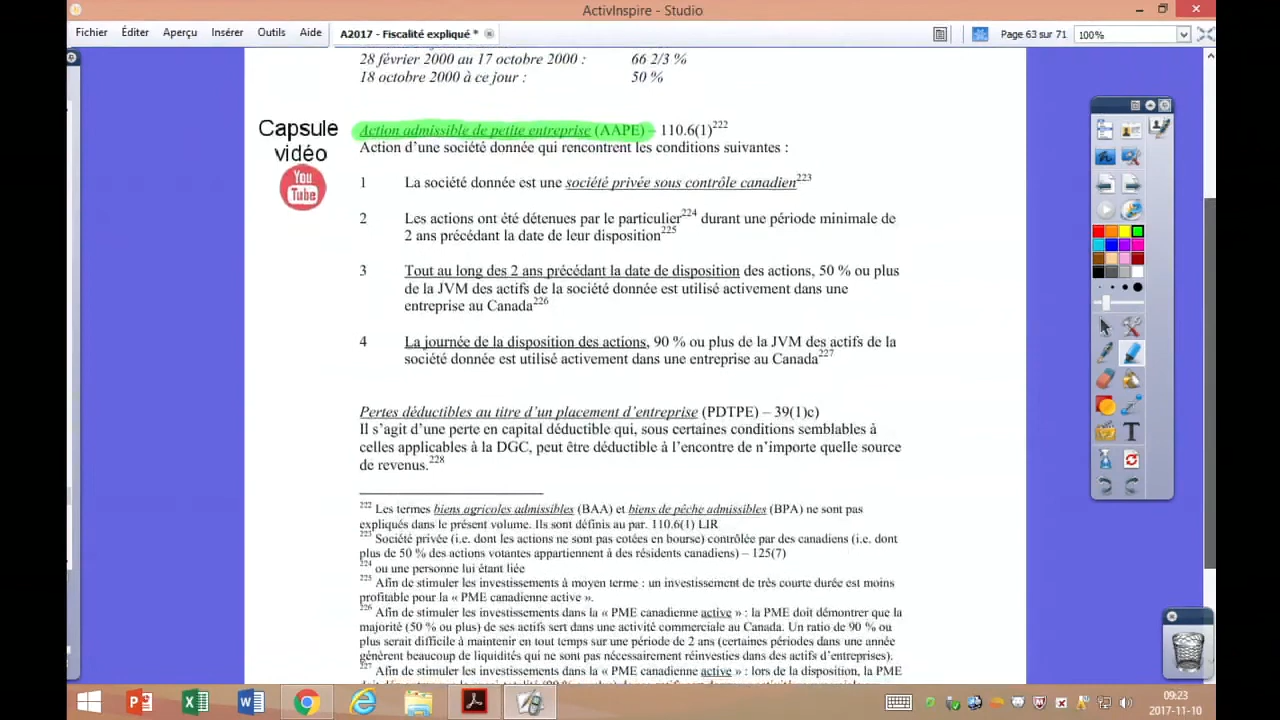 ActivInspire - Studio
Fichier Éditer Aperçu Insérer Outils Aide
A2017 - Fiscalité expliqué *
Page 63 sur 71
100%
28 février 2000 au 17 octobre 2000 : 66 2/3 %
18 octobre 2000 à ce jour : 50 %
Capsule
vidéo
You
Tube
Action admissible de petite entreprise (AAPE) – 110.6(1)222
Action d'une société donnée qui rencontrent les conditions suivantes :
1 La société donnée est une société privée sous contrôle canadien223
2 Les actions ont été détenues par le particulier224 durant une période minimale de
2 ans précédant la date de leur disposition225
3 Tout au long des 2 ans précédant la date de disposition des actions, 50 % ou plus
de la JVM des actifs de la société donnée est utilisé activement dans une
entreprise au Canada226
4 La journée de la disposition des actions, 90 % ou plus de la JVM des actifs de la
société donnée est utilisé activement dans une entreprise au Canada227
Pertes déductibles au titre d'un placement d'entreprise (PDTPE) – 39(1)c)
Il s'agit d'une perte en capital déductible qui, sous certaines conditions semblables à
celles applicables à la DGC, peut être déductible à l'encontre de n'importe quelle source
de revenus.228
222 Les termes biens agricoles admissibles (BAA) et biens de pêche admissibles (BPA) ne sont pas
expliqués dans le présent volume. Ils sont définis au par. 110.6(1) LIR
223 Société privée (i.e. dont les actions ne sont pas cotées en bourse) contrôlée par des canadiens (i.e. dont
plus de 50 % des actions votantes appartiennent à des résidents canadiens) – 125(7)
224 ou une personne lui étant liée
225 Afin de stimuler les investissements à moyen terme : un investissement de très courte durée est moins
profitable pour la « PME canadienne active ».
226 Afin de stimuler les investissements dans la « PME canadienne active » : la PME doit démontrer que la
majorité (50 % ou plus) de ses actifs sert dans une activité commerciale au Canada. Un ratio de 90 % ou
plus serait difficile à maintenir en tout temps sur une période de 2 ans (certaines périodes dans une année
génèrent beaucoup de liquidités qui ne sont pas nécessairement réinvesties dans des actifs d'entreprises).
227 Afin de stimuler les investissements dans la « PME canadienne active » : lors de la disposition, la PME
09:23
2017-11-10